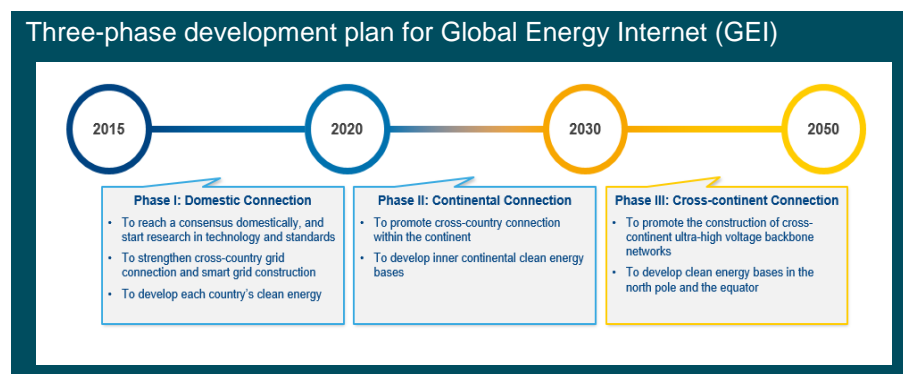 Three-phase development plan for Global Energy Internet (GEI)
2015
2020
2030
2050
Phase I: Domestic Connection
• To reach a consensus domestically, and
start research in technology and standards
• To strengthen cross-country grid
connection and smart grid construction
• To develop each country's clean energy
Phase II: Continental Connection
• To promote cross-country connection
within the continent
• To develop inner continental clean energy
bases
Phase III: Cross-continent Connection
• To promote the construction of cross-
continent ultra-high voltage backbone
networks
• To develop clean energy bases in the
north pole and the equator